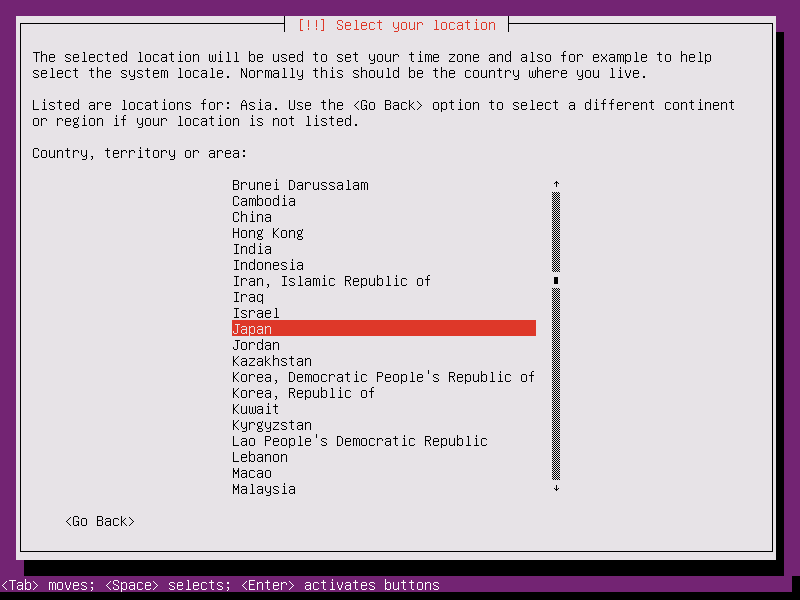 [!!] Select your location
The selected location will be used to set your time zone and also for example to help
select the system locale. Normally this should be the country where you live.
Listed are locations for: Asia. Use the <Go Back> option to select a different continent
or region if your location is not listed.
Country, territory or area:
Brunei Darussalam
Cambodia
China
Hong Kong
India
Indonesia
Iran, Islamic Republic of
Iraq
Israel
Japan
Jordan
Kazakhstan
Korea, Democratic People's Republic of
Korea, Republic of
Kuwait
Kyrgyzstan
Lao People's Democratic Republic
Lebanon
Macao
Malaysia
<Go Back>
<Tab> moves; <Space> selects; <Enter> activates buttons